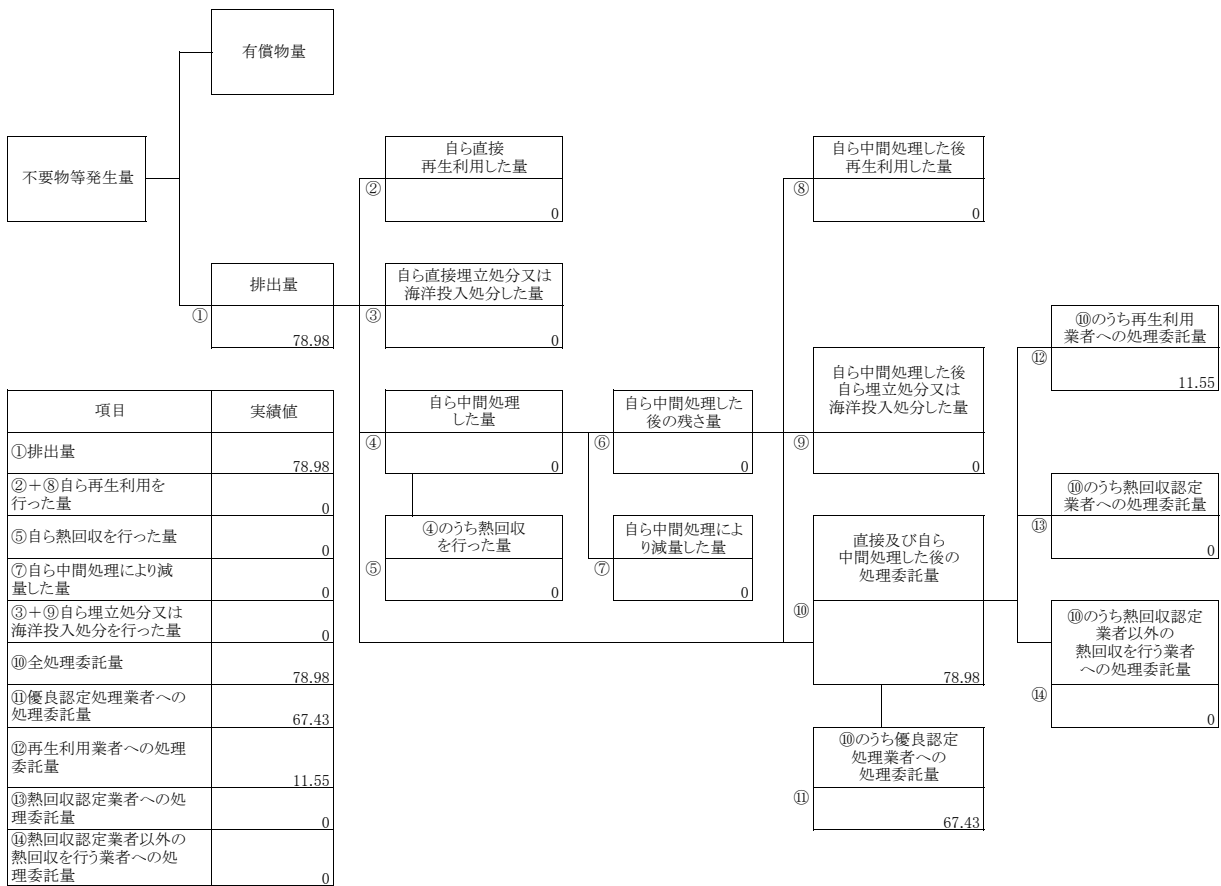 有償物量
不要物等発生量
自ら直接
再生利用した量
②
0
自ら中間処理した後
再生利用した量
⑧
0
排出量
①
78.98
自ら直接埋立処分又は
海洋投入処分した量
③
0
⑩のうち再生利用
業者への処理委託量
⑫
11.55
自ら中間処理
した量
④
0
自ら中間処理した
後の残さ量
⑥
0
自ら中間処理した後
自ら埋立処分又は
海洋投入処分した量
⑨
0
⑩のうち熱回収認定
業者への処理委託量
⑬
0
④のうち熱回収
を行った量
⑤
0
自ら中間処理によ
り減量した量
⑦
0
直接及び自ら
中間処理した後の
処理委託量
⑩
78.98
⑩のうち熱回収認定
業者以外の
熱回収を行う業者
への処理委託量
⑭
0
⑩のうち優良認定
処理業者への
処理委託量
⑪
67.43
項目 実績値
①排出量
78.98
②＋⑧自ら再生利用を
行った量
0
⑤自ら熱回収を行った量
0
⑦自ら中間処理により減
量した量
0
③＋⑨自ら埋立処分又は
海洋投入処分を行った量
0
⑩全処理委託量
78.98
⑪優良認定処理業者への
処理委託量
67.43
⑫再生利用業者への処理
委託量
11.55
⑬熱回収認定業者への処
理委託量
0
⑭熱回収認定業者以外の
熱回収を行う業者への処
理委託量
0